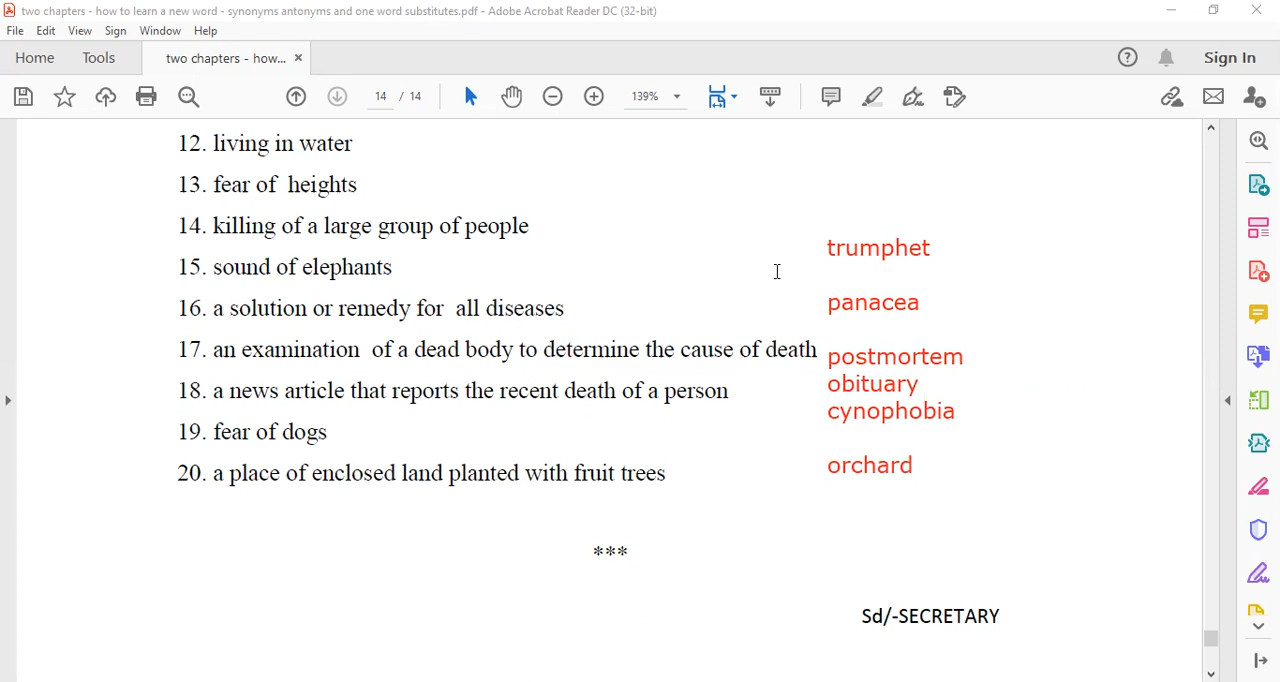 two chapters - how to learn a new word - synonyms antonyms and one word substitutes.pdf - Adobe Acrobat Reader DC (32-bit)
File Edit View Sign Window Help
Home Tools two chapters - how... × Sign In
14 / 14 139%
12. living in water
13. fear of heights
14. killing of a large group of people
trumphet
15. sound of elephants
16. a solution or remedy for all diseases
panacea
17. an examination of a dead body to determine the cause of death
postmortem
18. a news article that reports the recent death of a person
obituary
cynophobia
19. fear of dogs
20. a place of enclosed land planted with fruit trees
orchard
***
Sd/-SECRETARY